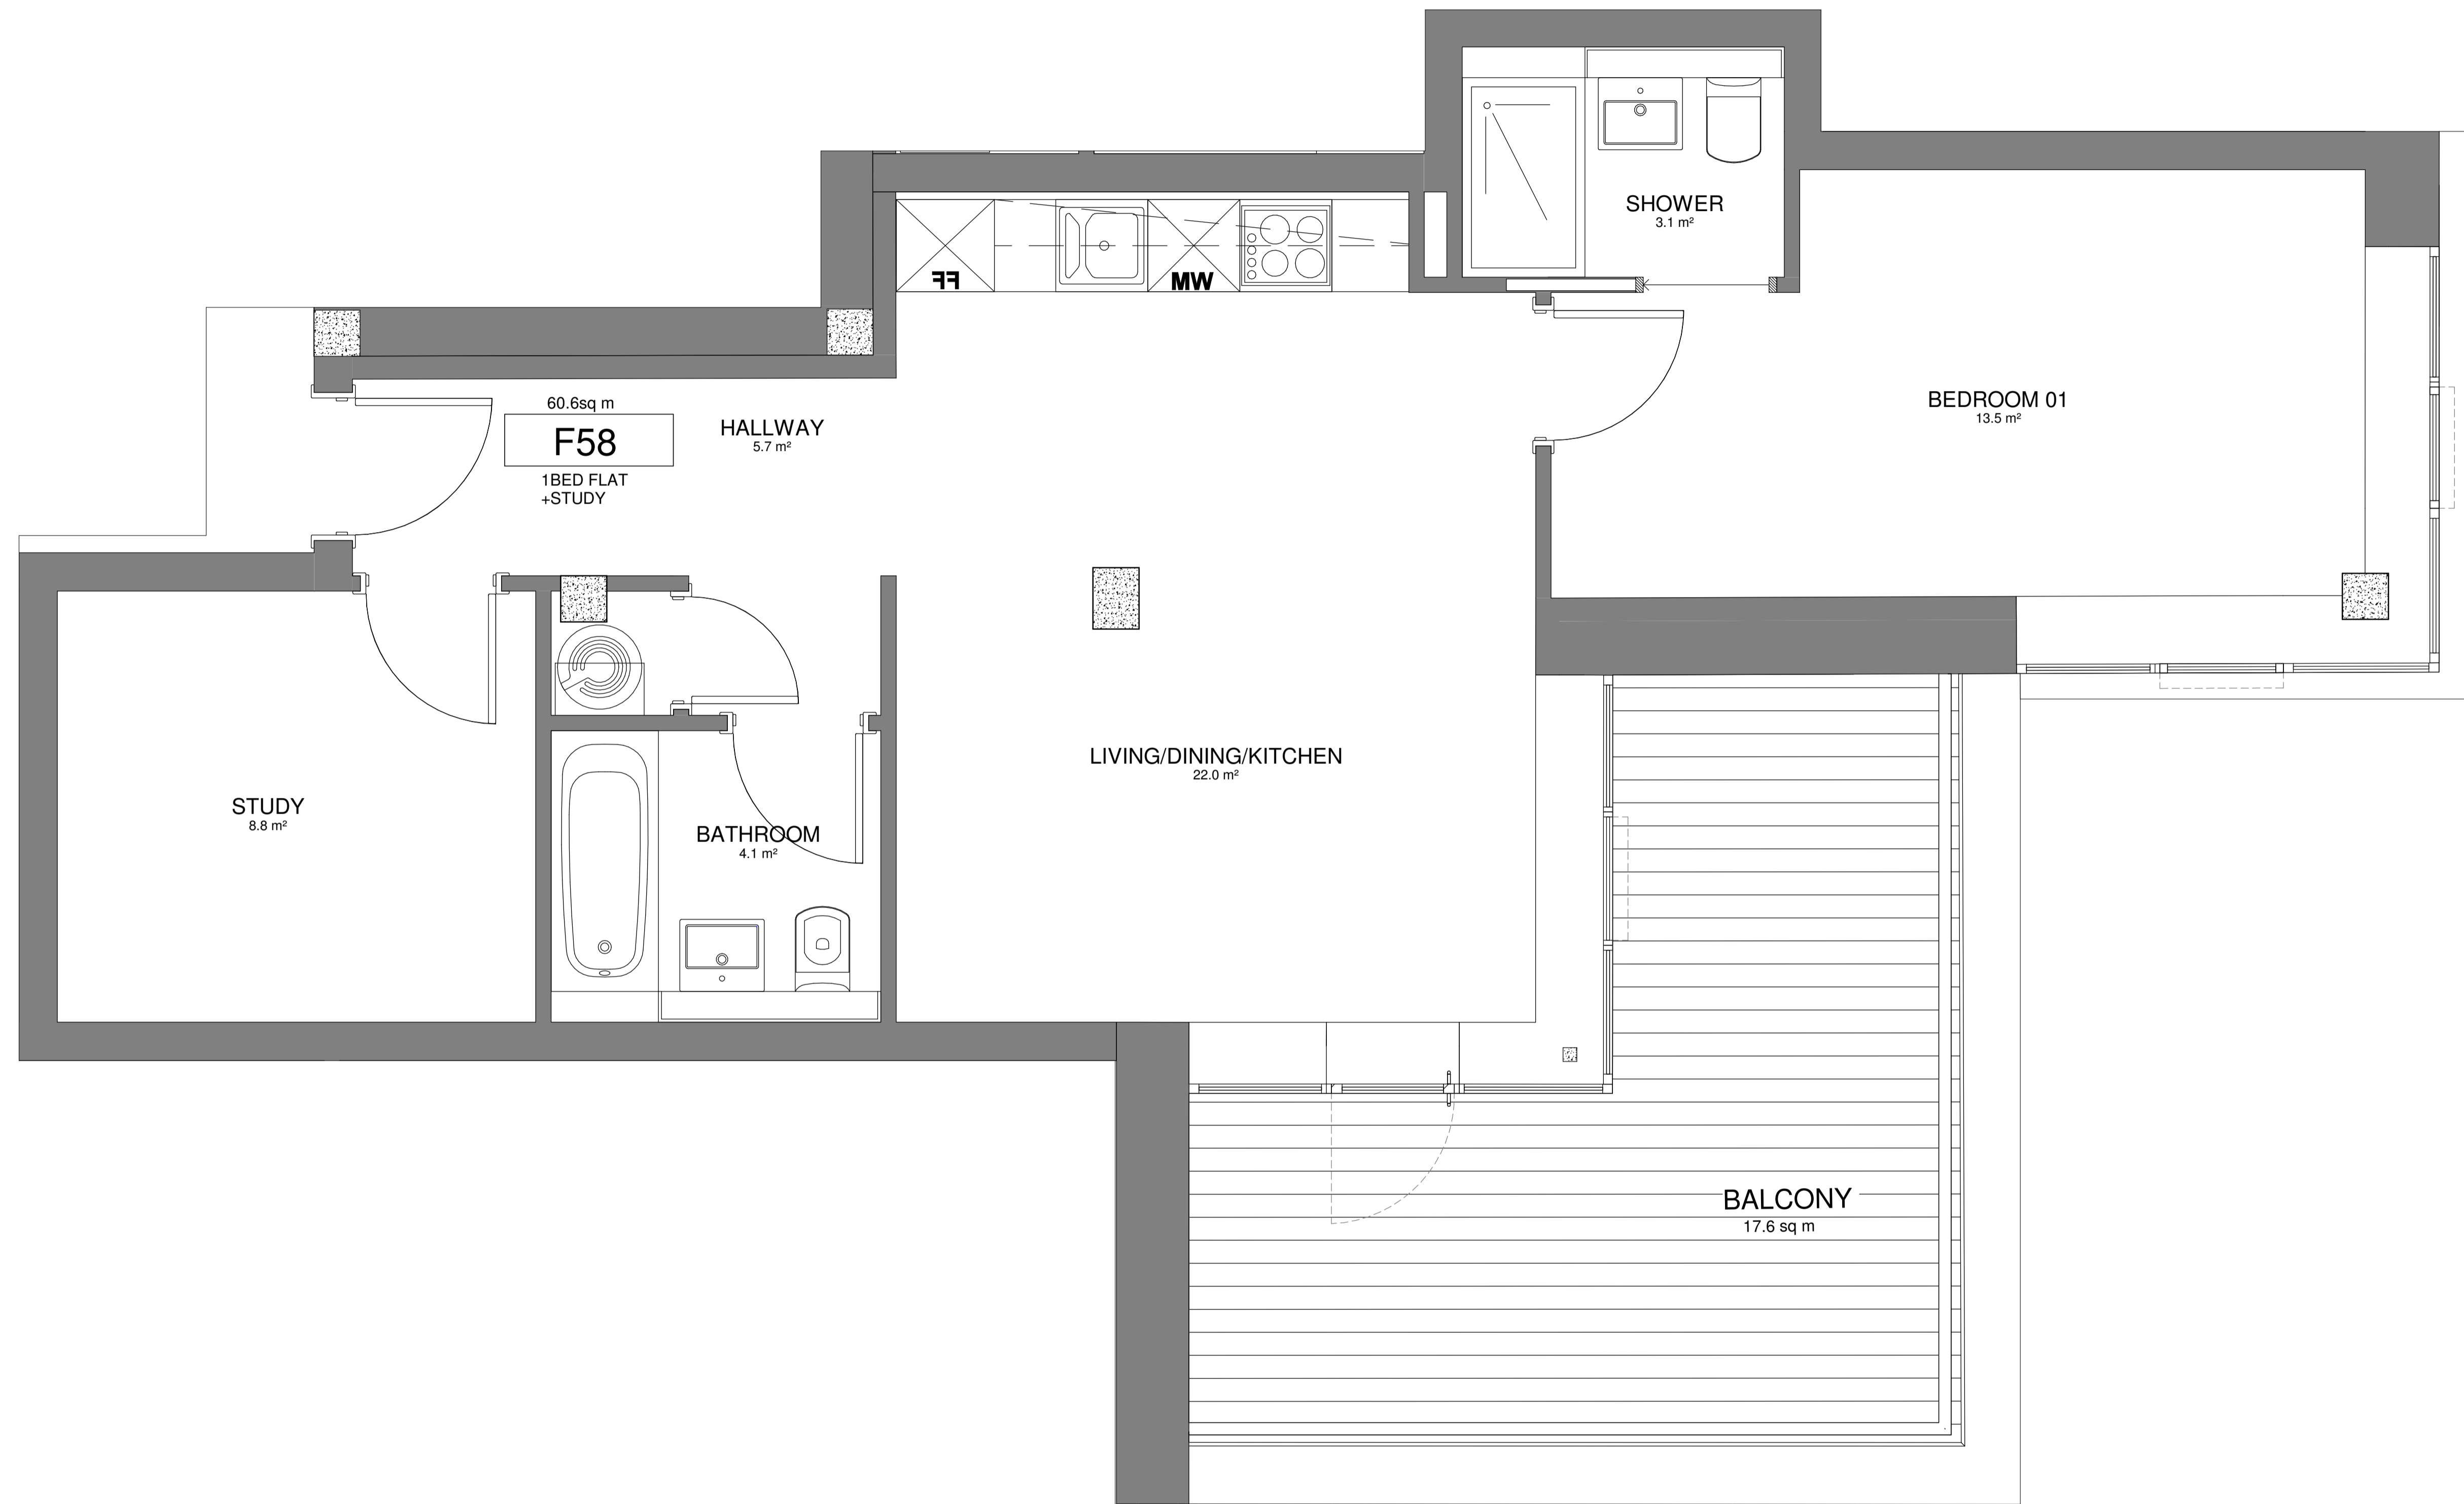 SHOWER
3.1 m²
FF
MW
BEDROOM 01
13.5 m²
60.6sq m
F58
1BED FLAT
+STUDY
HALLWAY
5.7 m²
LIVING/DINING/KITCHEN
22.0 m²
STUDY
8.8 m²
BATHROOM
4.1 m²
BALCONY
17.6 sq m